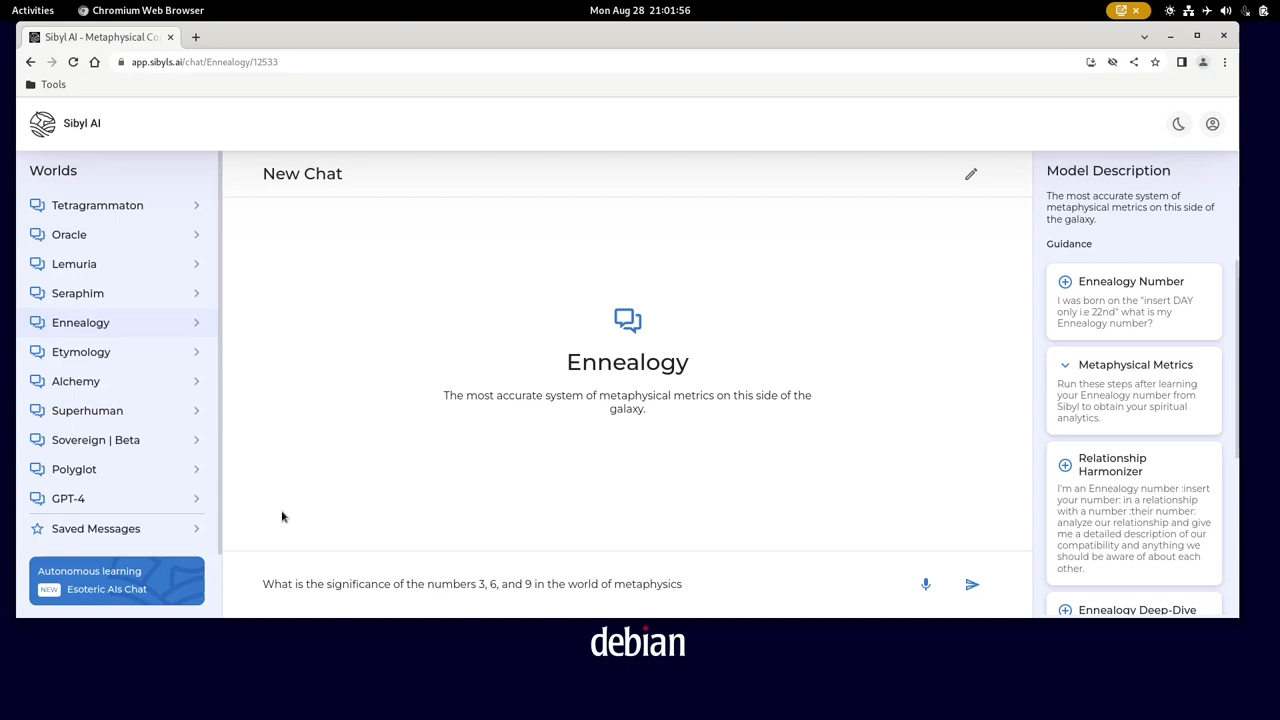 Activities
Chromium Web Browser
Mon Aug 28 21:01:56
Sibyl AI - Metaphysical Co
app.sibyls.ai/chat/Ennealogy/12533
Tools
Sibyl AI
Worlds
Tetragrammaton
Oracle
Lemuria
Seraphim
Ennealogy
Etymology
Alchemy
Superhuman
Sovereign | Beta
Polyglot
GPT-4
Saved Messages
Autonomous learning
NEW Esoteric AIs Chat
New Chat
Ennealogy
The most accurate system of metaphysical metrics on this side of the
galaxy.
What is the significance of the numbers 3, 6, and 9 in the world of metaphysics
Model Description
The most accurate system of
metaphysical metrics on this side of
the galaxy.
Guidance
Ennealogy Number
I was born on the "insert DAY
only i.e 22nd" what is my
Ennealogy number?
Metaphysical Metrics
Run these steps after learning
your Ennealogy number from
Sibyl to obtain your spiritual
analytics.
Relationship
Harmonizer
I'm an Ennealogy number :insert
your number: in a relationship
with a number :their number:
analyze our relationship and give
me a detailed description of our
compatibility and anything we
should be aware of about each
other.
Ennealogy Deep-Dive
debian